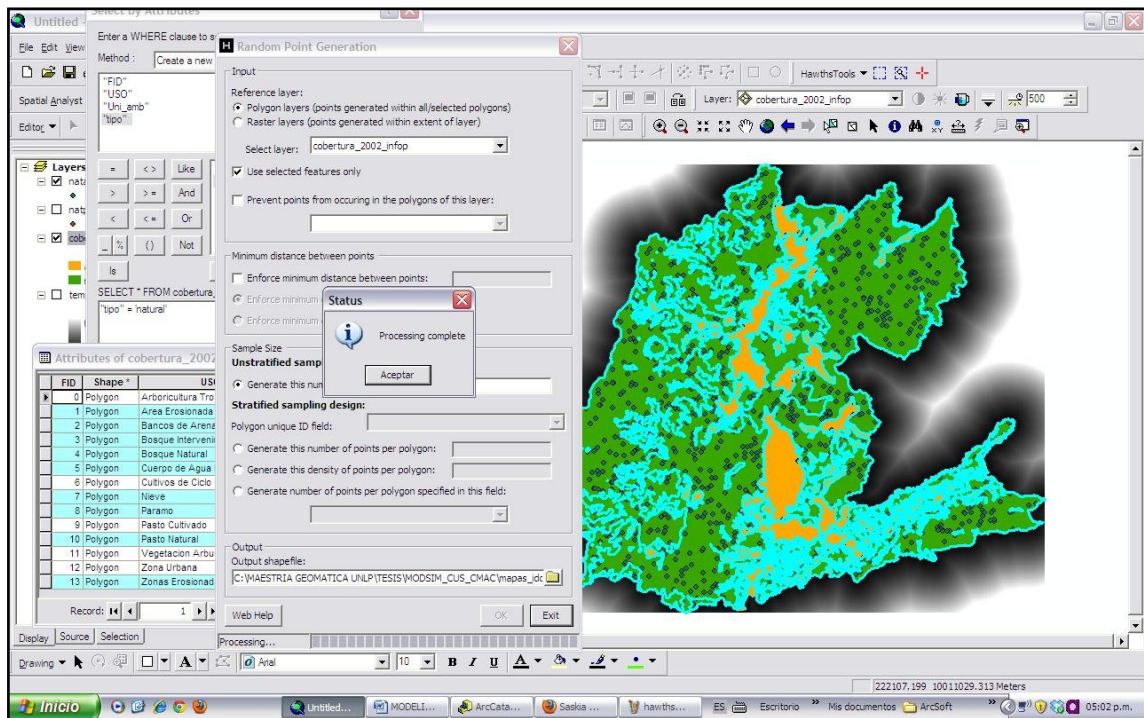 Untitled -
Select by Attributes
File Edit View
Enter a WHERE clause to s
Method : Create a new
"FID"
"USO"
"Uni_amb"
"tipo"
= < > Like
> > = And
< < = Or
_ % ( ) Not
Is
SELECT * FROM cobertura_
"tipo" = 'natural'
Spatial Analyst
Editor
Layers
nata
natp
cobe
tem
Random Point Generation
Input
Reference layer:
Polygon layers (points generated within all/selected polygons)
Raster layers (points generated within extent of layer)
Select layer: cobertura_2002_infop
Use selected features only
Prevent points from occuring in the polygons of this layer:
Minimum distance between points
Enforce minimum distance between points:
Enforce minimum
Enforce minimum
Status
Processing complete
Aceptar
Sample Size
Unstratified samp
Generate this nu
Stratified sampling design:
Polygon unique ID field:
Generate this number of points per polygon:
Generate this density of points per polygon:
Generate number of points per polygon specified in this field:
Output
Output shapefile:
C:\MAESTRIA GEOMATICA UNLP\TESIS\MODSIM_CUS_CMAC\mapas_idc
Web Help OK Exit
Processing...
HawthsTools
Layer: cobertura_2002_infop 500
Attributes of cobertura_2002
FID Shape * USO
0 Polygon Arboricultura Tro
1 Polygon Area Erosionada
2 Polygon Bancos de Arena
3 Polygon Bosque Interveni
4 Polygon Bosque Natural
5 Polygon Cuerpo de Agua
6 Polygon Cultivos de Ciclo
7 Polygon Nieve
8 Polygon Paramo
9 Polygon Pasto Cultivado
10 Polygon Pasto Natural
11 Polygon Vegetacion Arbu
12 Polygon Zona Urbana
13 Polygon Zonas Erosionad
Record: 1
Display Source Selection
Drawing A Arial 10 B I U A
222107.199 10011029.313 Meters
Inicio Untitled... MODELI... ArcCata... Saskia ... hawths... ES Escritorio Mis documentos ArcSoft 05:02 p.m.